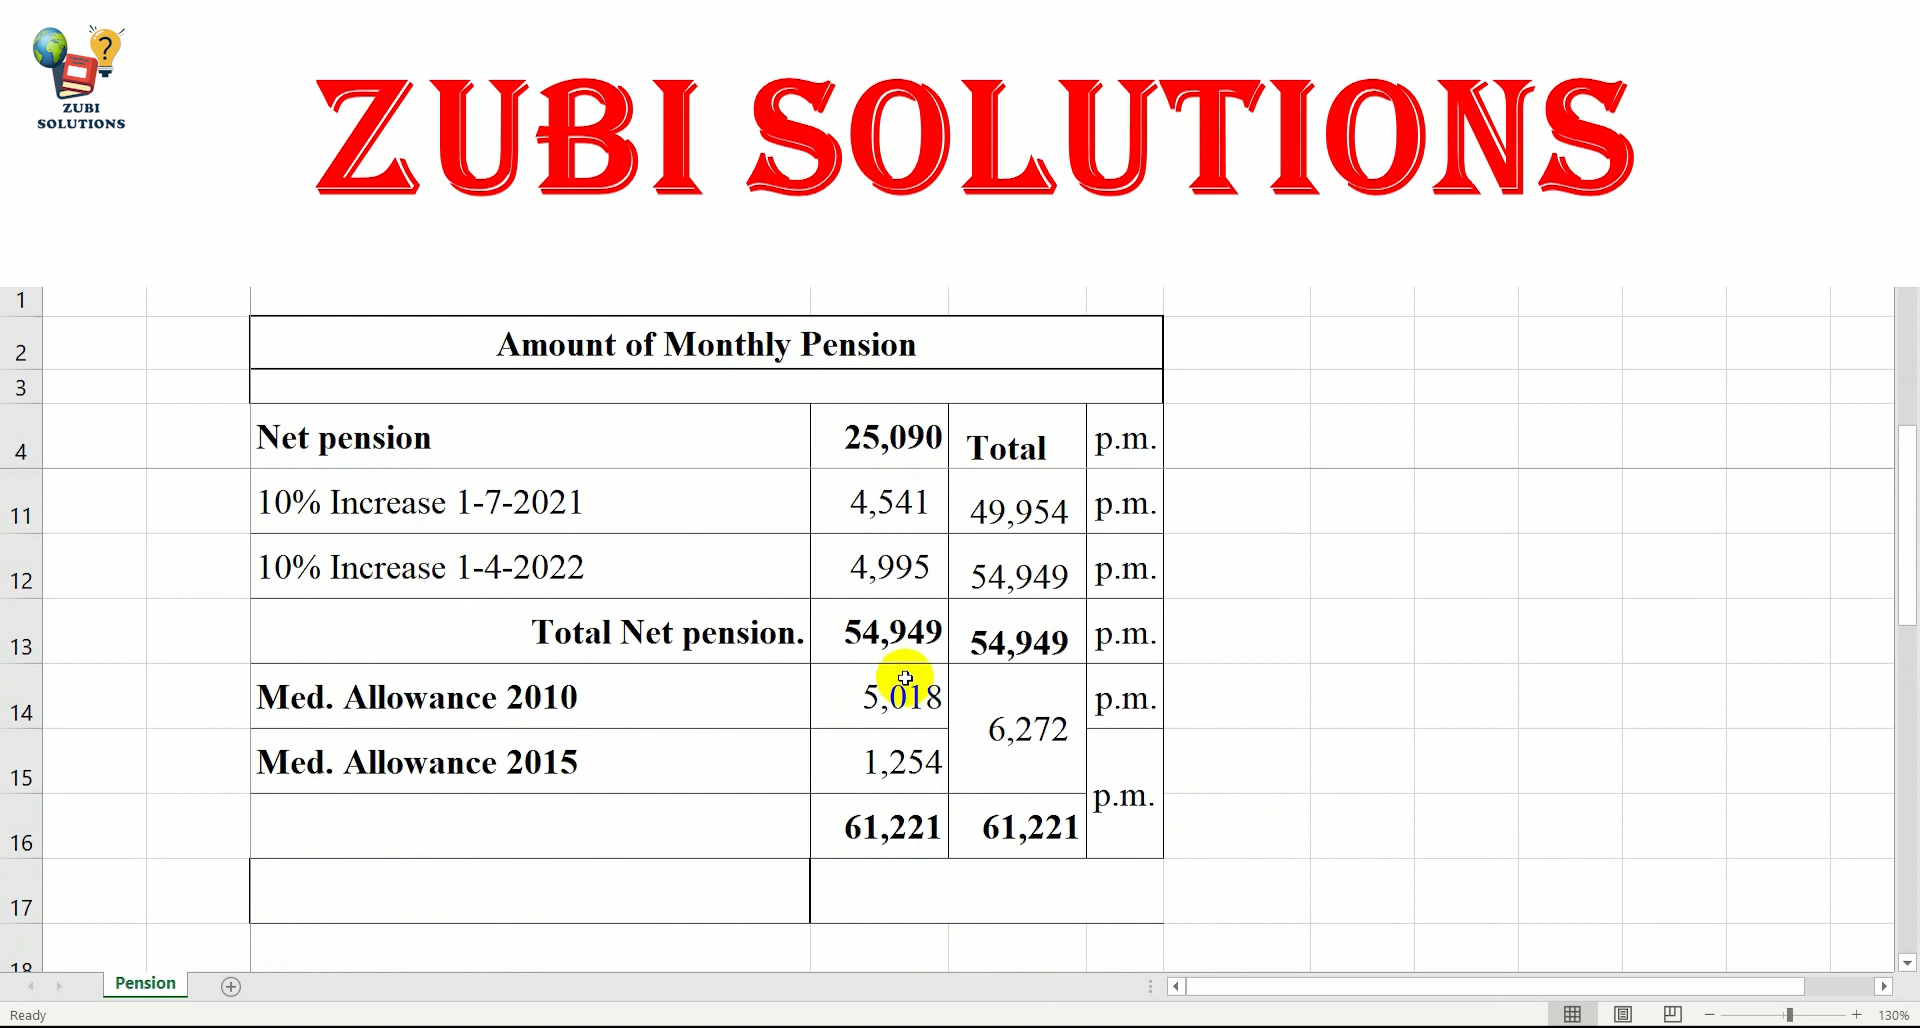 ZUBI
SOLUTIONS
ZUBI SOLUTIONS
1
2 Amount of Monthly Pension
3
4 Net pension 25,090 Total p.m.
11 10% Increase 1-7-2021 4,541 49,954 p.m.
12 10% Increase 1-4-2022 4,995 54,949 p.m.
13 Total Net pension. 54,949 54,949 p.m.
14 Med. Allowance 2010 5,018 6,272 p.m.
15 Med. Allowance 2015 1,254 p.m.
16 61,221 61,221
17
18
Pension
Ready 130%